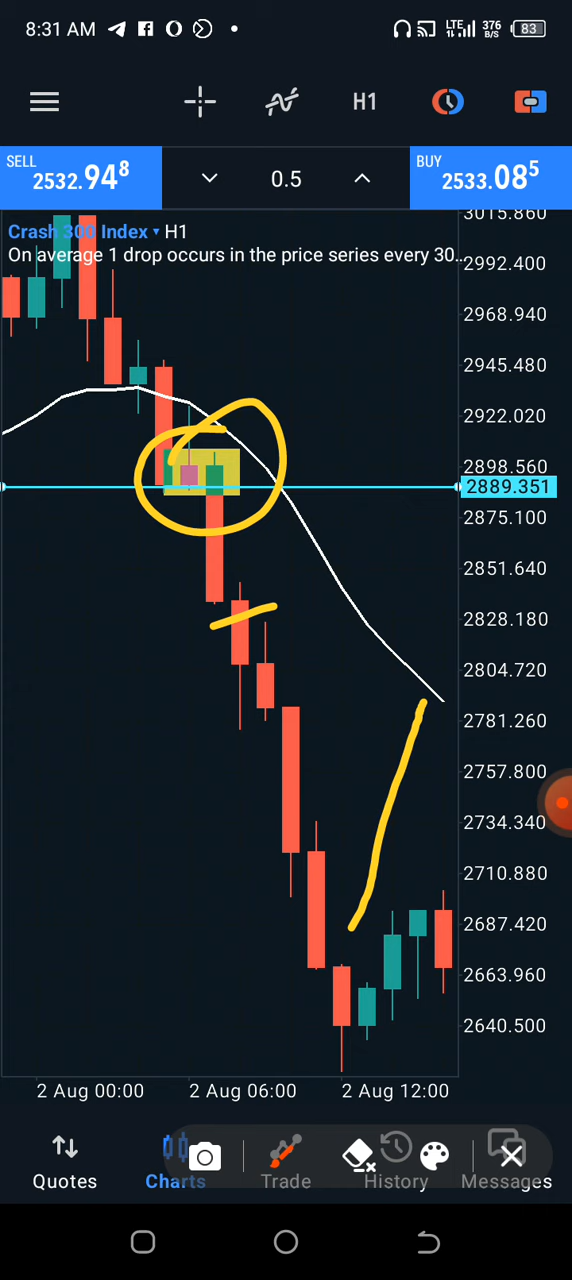 8:31 AM
LTE 376 B/S 83
H1
SELL
2532.94⁸
0.5
BUY
2533.08⁵
Crash 300 Index H1
On average 1 drop occurs in the price series every 30...
3015.860
2992.400
2968.940
2945.480
2922.020
2898.560
2889.351
2875.100
2851.640
2828.180
2804.720
2781.260
2757.800
2734.340
2710.880
2687.420
2663.960
2640.500
2 Aug 00:00 2 Aug 06:00 2 Aug 12:00
Quotes Charts Trade History Messages